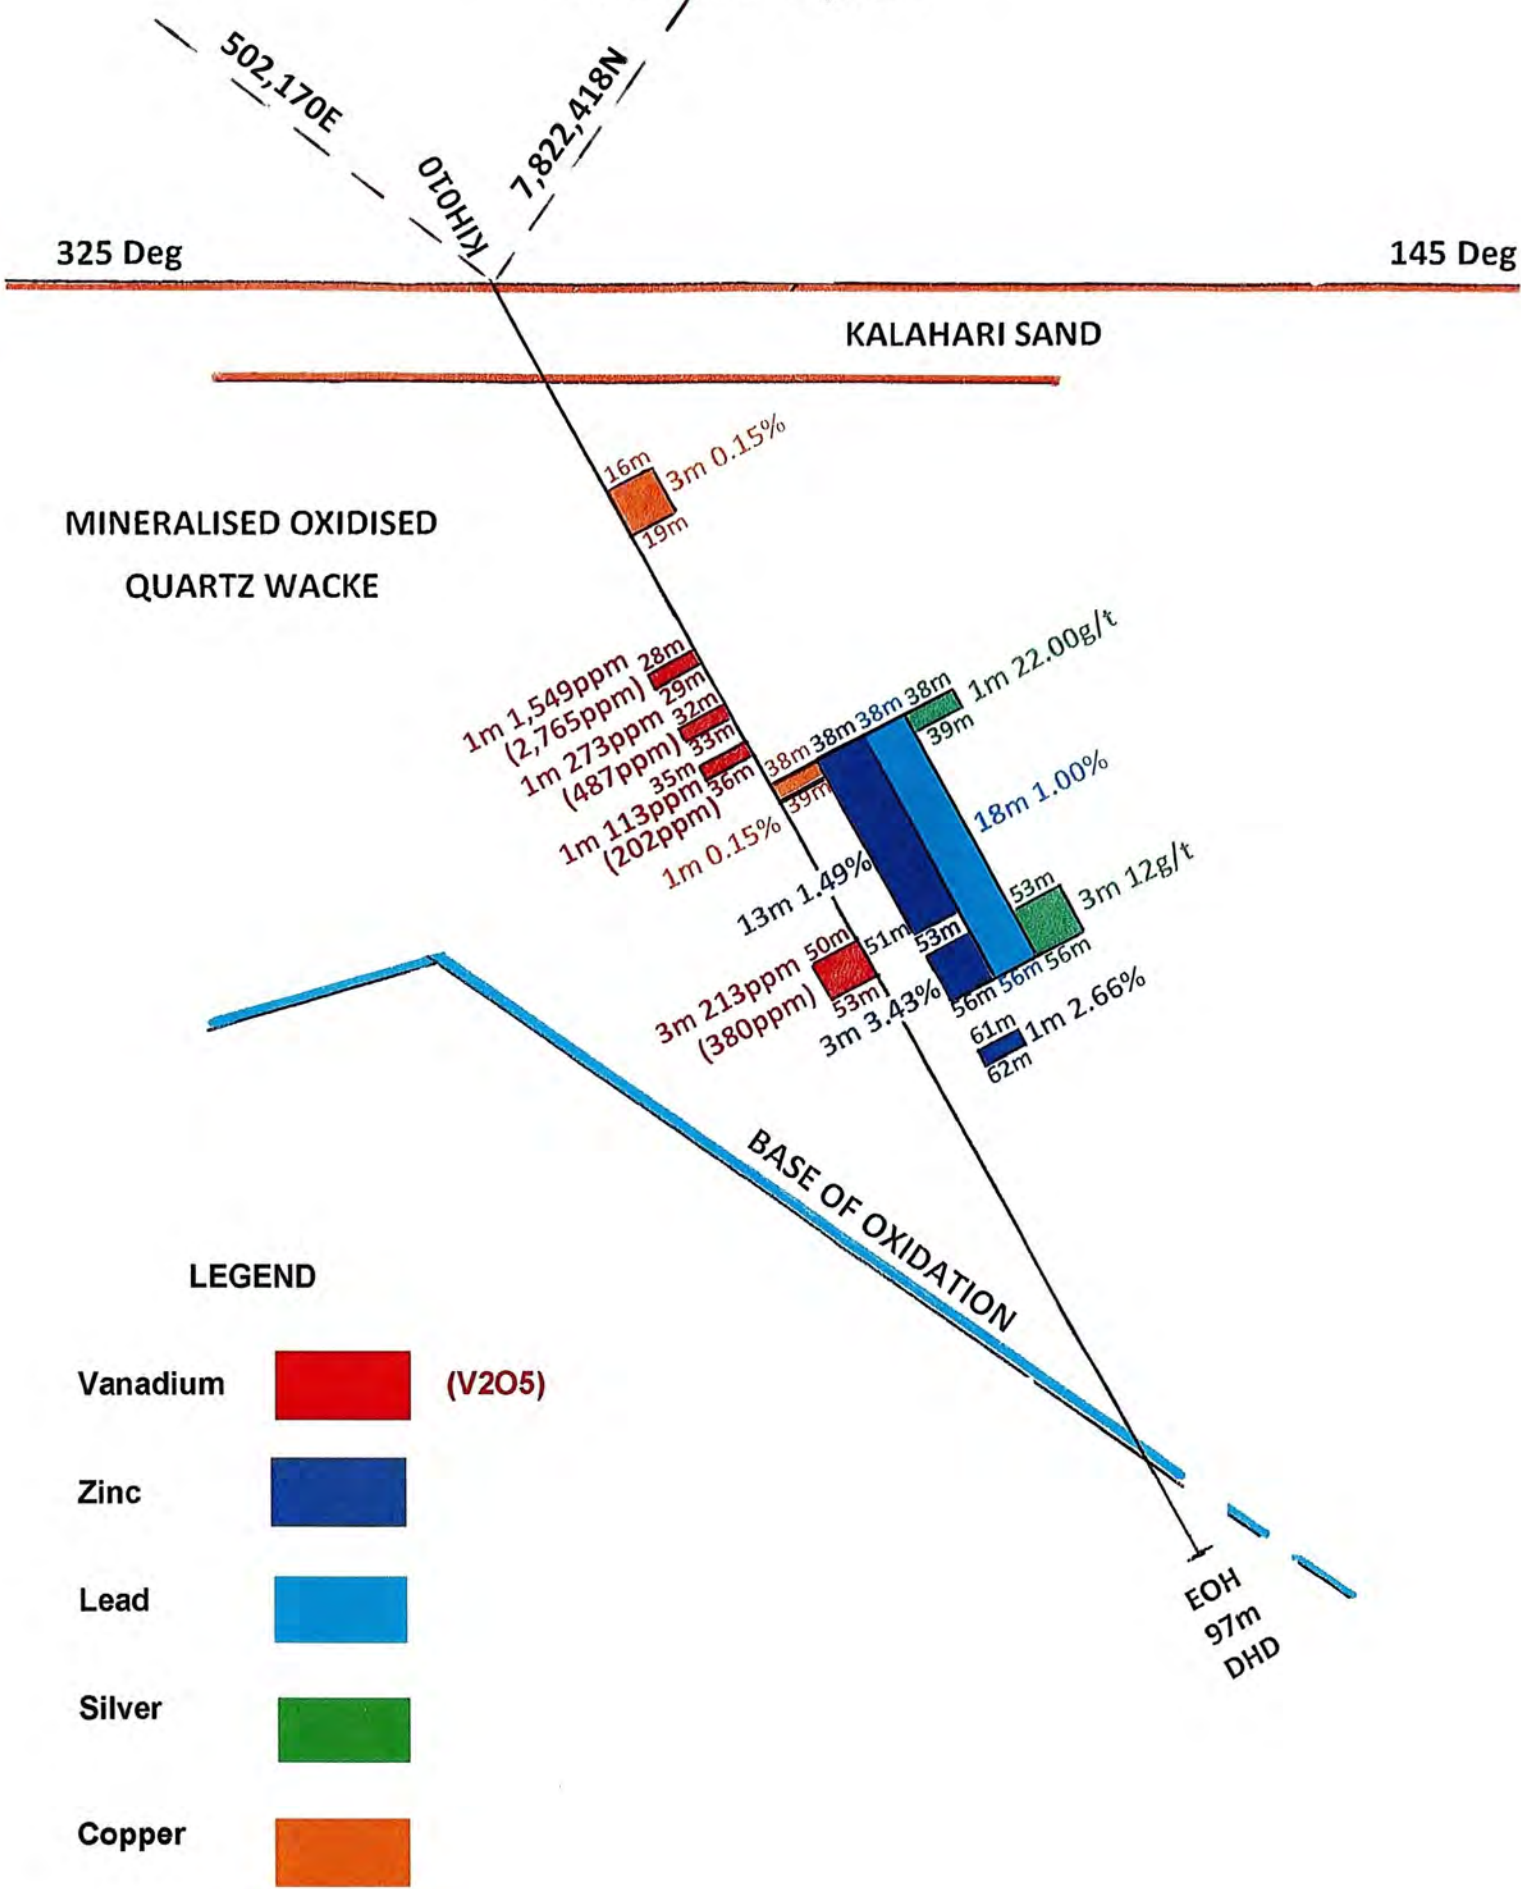 502,170E
7,822,418N
KIH010
325 Deg
145 Deg
KALAHARI SAND
16m
3m 0.15%
19m
MINERALISED OXIDISED
QUARTZ WACKE
28m
1m 1,549ppm
(2,765ppm)
29m
32m
1m 273ppm
(487ppm)
33m
35m
1m 113ppm
(202ppm)
36m
38m
39m
1m 0.15%
38m
38m
38m
1m 22.00g/t
39m
18m 1.00%
13m 1.49%
51m
53m
3m 12g/t
50m
3m 213ppm
(380ppm)
53m
53m
3m 3.43%
56m
56m
56m
61m
1m 2.66%
62m
BASE OF OXIDATION
EOH
97m
DHD
LEGEND
Vanadium
(V2O5)
Zinc
Lead
Silver
Copper